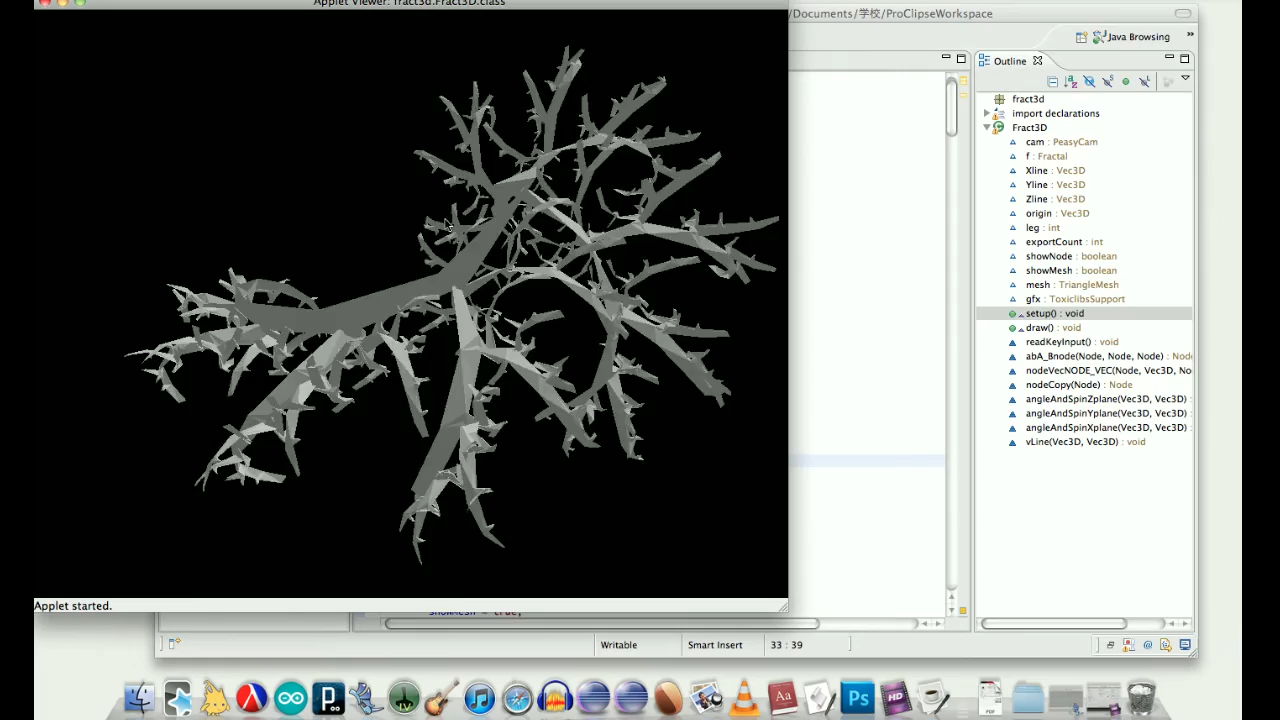 Applet Viewer: fract3d.Fract3D.class
/Documents/学校/ProClipseWorkspace
Java Browsing
Outline
fract3d
import declarations
Fract3D
cam : PeasyCam
f : Fractal
Xline : Vec3D
Yline : Vec3D
Zline : Vec3D
origin : Vec3D
leg : int
exportCount : int
showNode : boolean
showMesh : boolean
mesh : TriangleMesh
gfx : ToxiclibsSupport
setup() : void
draw() : void
readKeyInput() : void
abA_Bnode(Node, Node, Node) : Node
nodeVecNODE_VEC(Node, Vec3D, No
nodeCopy(Node) : Node
angleAndSpinZplane(Vec3D, Vec3D) :
angleAndSpinYplane(Vec3D, Vec3D) :
angleAndSpinXplane(Vec3D, Vec3D) :
vLine(Vec3D, Vec3D) : void
Applet started.
showMesh = true;
Writable
Smart Insert
33 : 39
Aa
Ps
HD
PDF